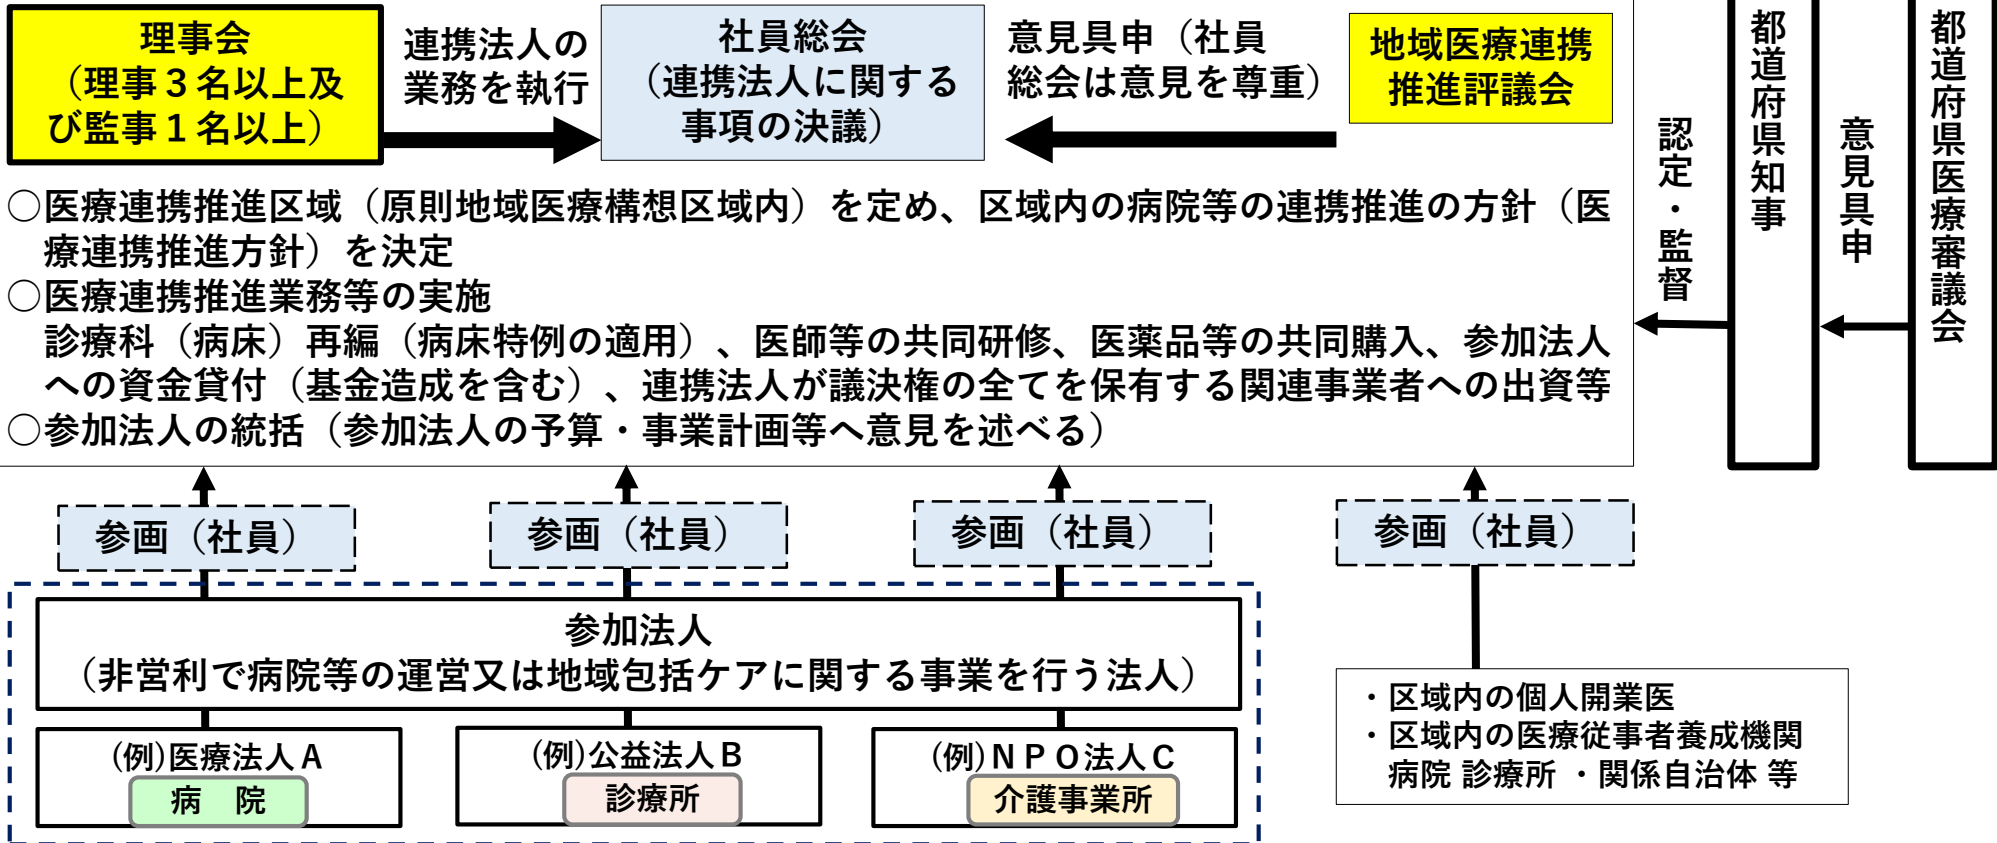 理事会
（理事３名以上及
び監事１名以上）
連携法人の
業務を執行
社員総会
（連携法人に関する
事項の決議）
意見具申（社員
総会は意見を尊重）
地域医療連携
推進評議会
認定・監督
都道府県知事
意見具申
都道府県医療審議会
○医療連携推進区域（原則地域医療構想区域内）を定め、区域内の病院等の連携推進の方針（医
療連携推進方針）を決定
○医療連携推進業務等の実施
診療科（病床）再編（病床特例の適用）、医師等の共同研修、医薬品等の共同購入、参加法人
への資金貸付（基金造成を含む）、連携法人が議決権の全てを保有する関連事業者への出資等
○参加法人の統括（参加法人の予算・事業計画等へ意見を述べる）
参画（社員）
参画（社員）
参画（社員）
参画（社員）
参加法人
（非営利で病院等の運営又は地域包括ケアに関する事業を行う法人）
(例)医療法人Ａ
病　院
(例)公益法人Ｂ
診療所
(例)ＮＰＯ法人Ｃ
介護事業所
・区域内の個人開業医
・区域内の医療従事者養成機関
病院 診療所 ・関係自治体 等